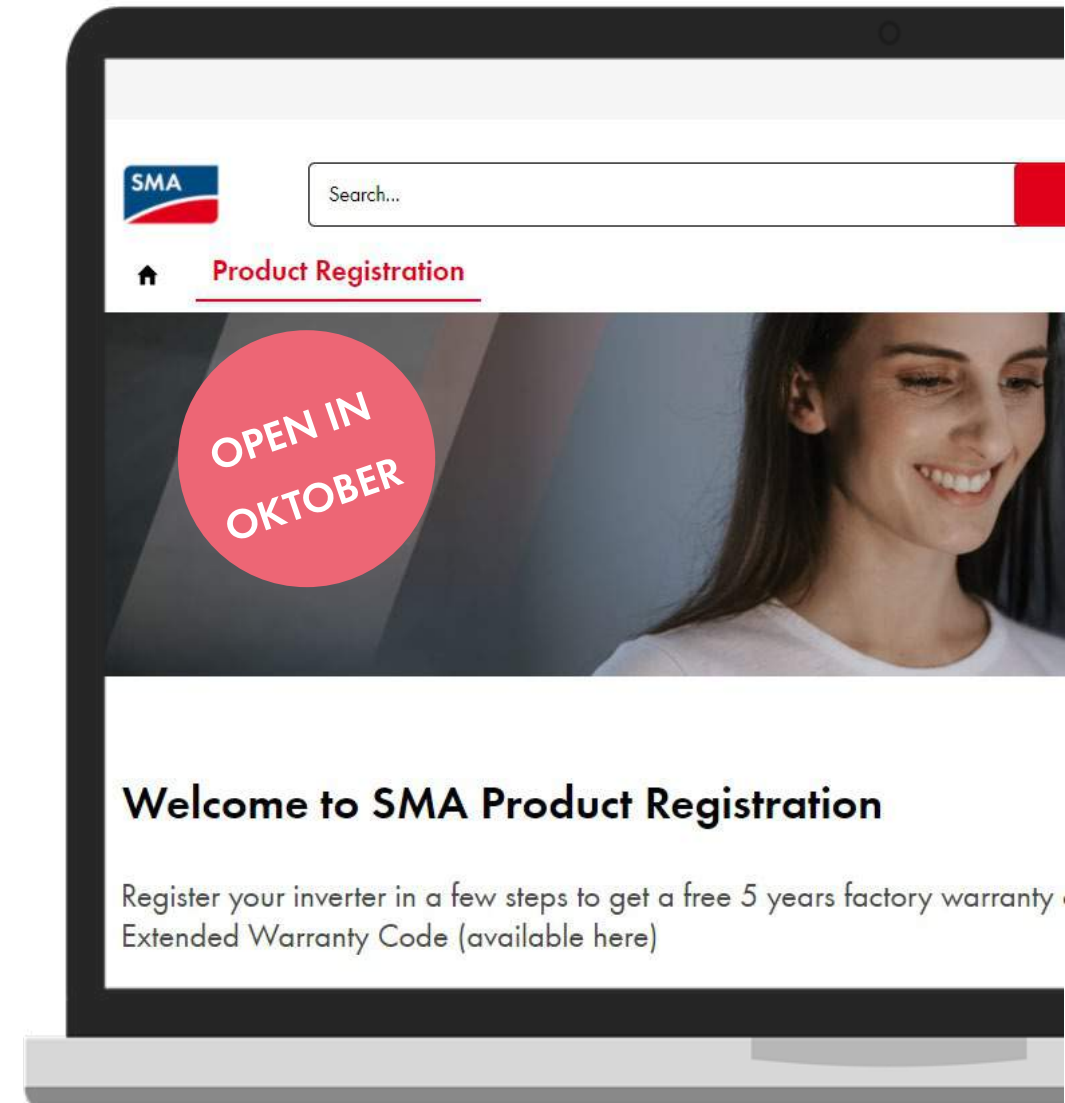 SMA
Search...
Product Registration
OPEN IN
OKTOBER
Welcome to SMA Product Registration
Register your inverter in a few steps to get a free 5 years factory warranty
Extended Warranty Code (available here)